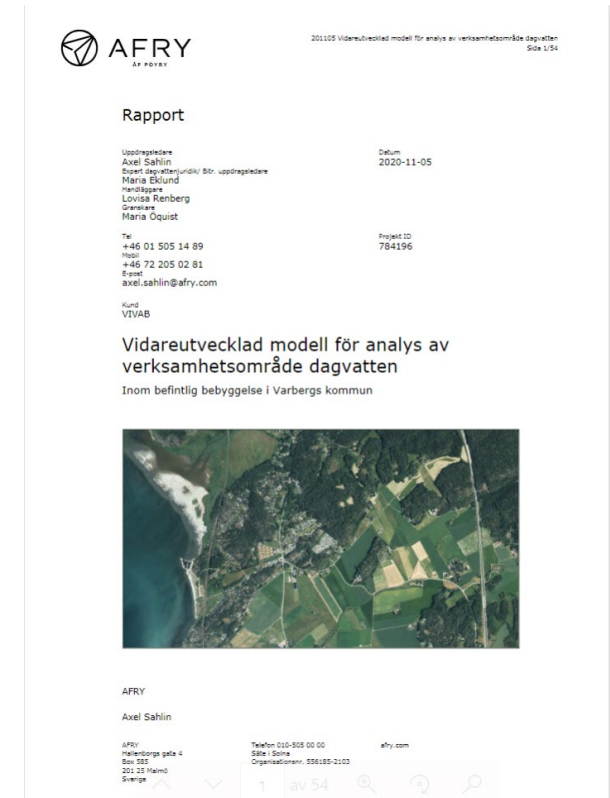 AFRY
ÅF PÖYRY
201105 Vidareutvecklad modell för analys av verksamhetsområde dagvatten
Sida 1/54
Rapport
Uppdragsledare
Axel Sahlin
Expert dagvattenjuridik/ Bitr. uppdragsledare
Maria Eklund
Handläggare
Lovisa Renberg
Granskare
Maria Öquist
Datum
2020-11-05
Tel
+46 01 505 14 89
Mobil
+46 72 205 02 81
E-post
axel.sahlin@afry.com
Projekt ID
784196
Kund
VIVAB
Vidareutvecklad modell för analys av
verksamhetsområde dagvatten
Inom befintlig bebyggelse i Varbergs kommun
AFRY
Axel Sahlin
AFRY
Hallenborgs gata 4
Box 585
201 25 Malmö
Sverige
Telefon 010-505 00 00
Säte i Solna
Organisationsnr. 556185-2103
afry.com
1 av 54